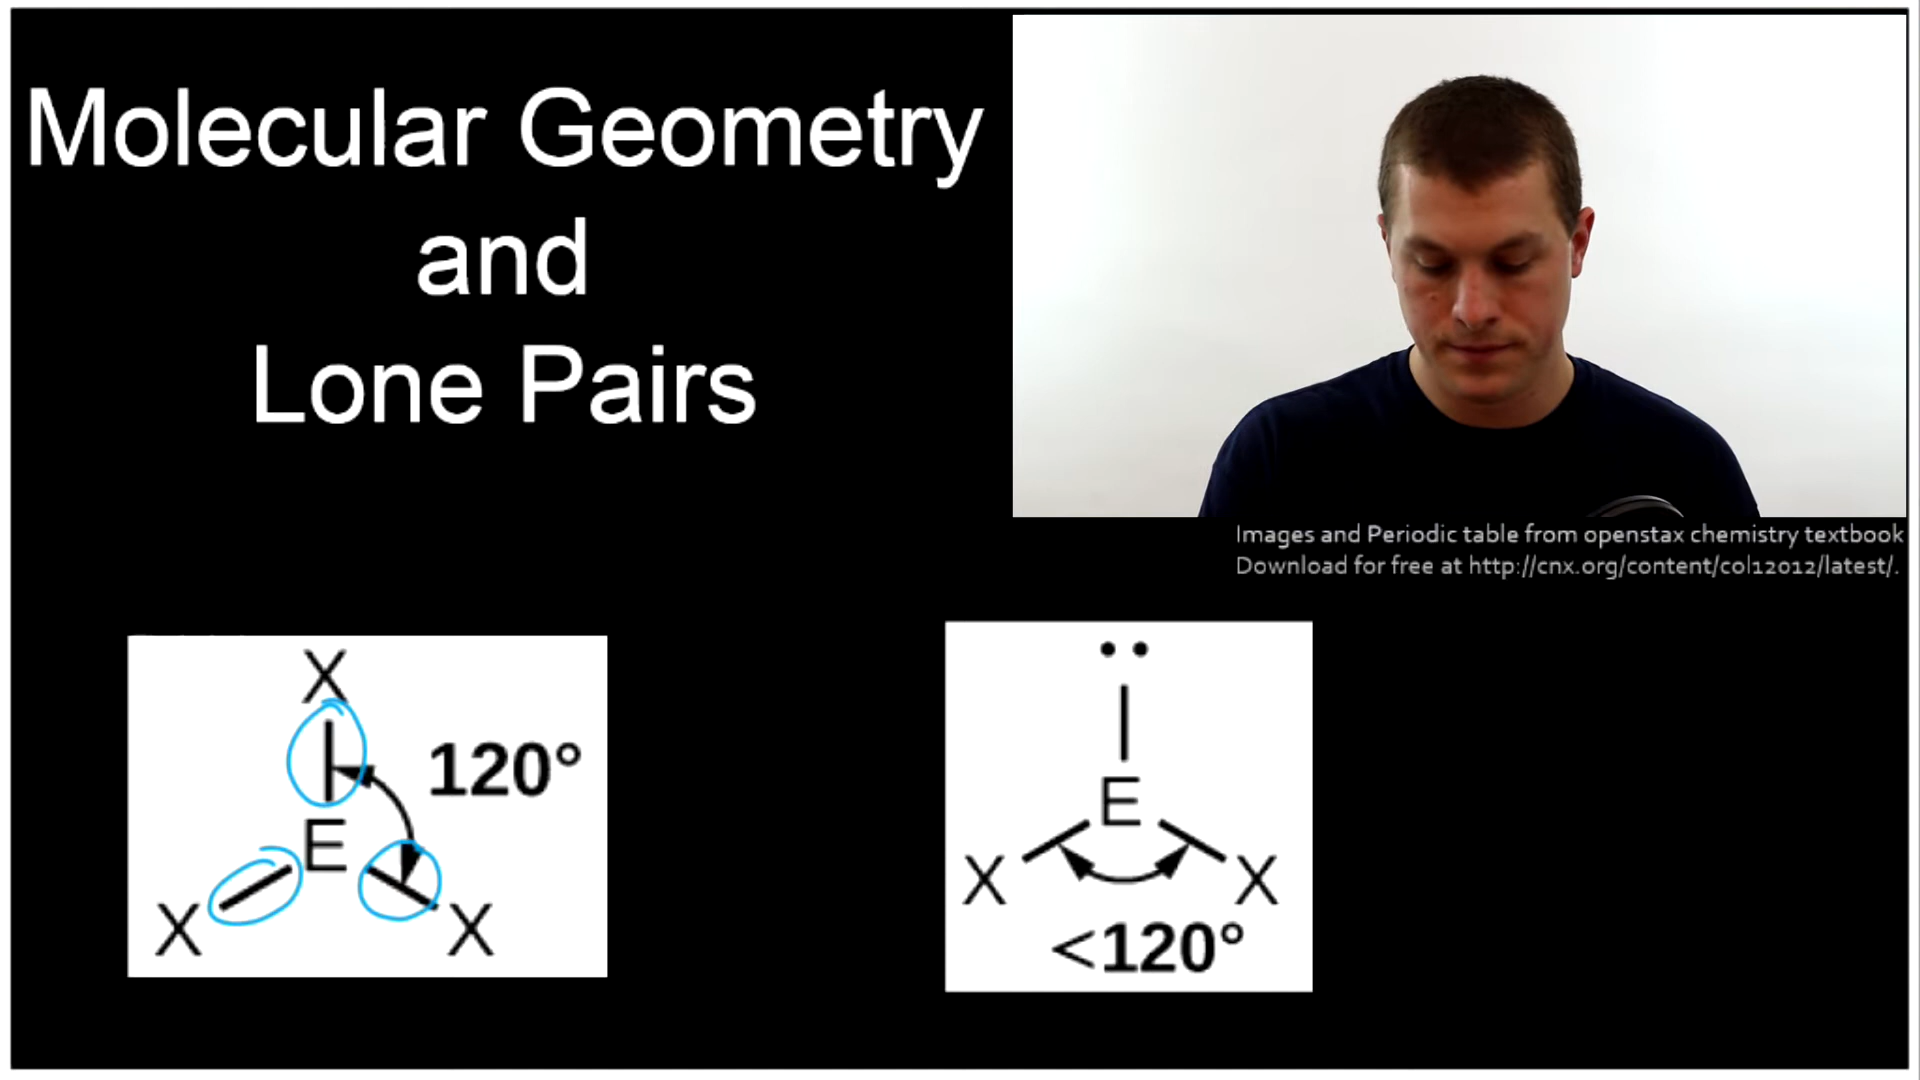 Molecular Geometry
and
Lone Pairs
Images and Periodic table from openstax chemistry textbook
Download for free at http://cnx.org/content/col12012/latest/.
X
120°
E
X X
E
X X
<120°